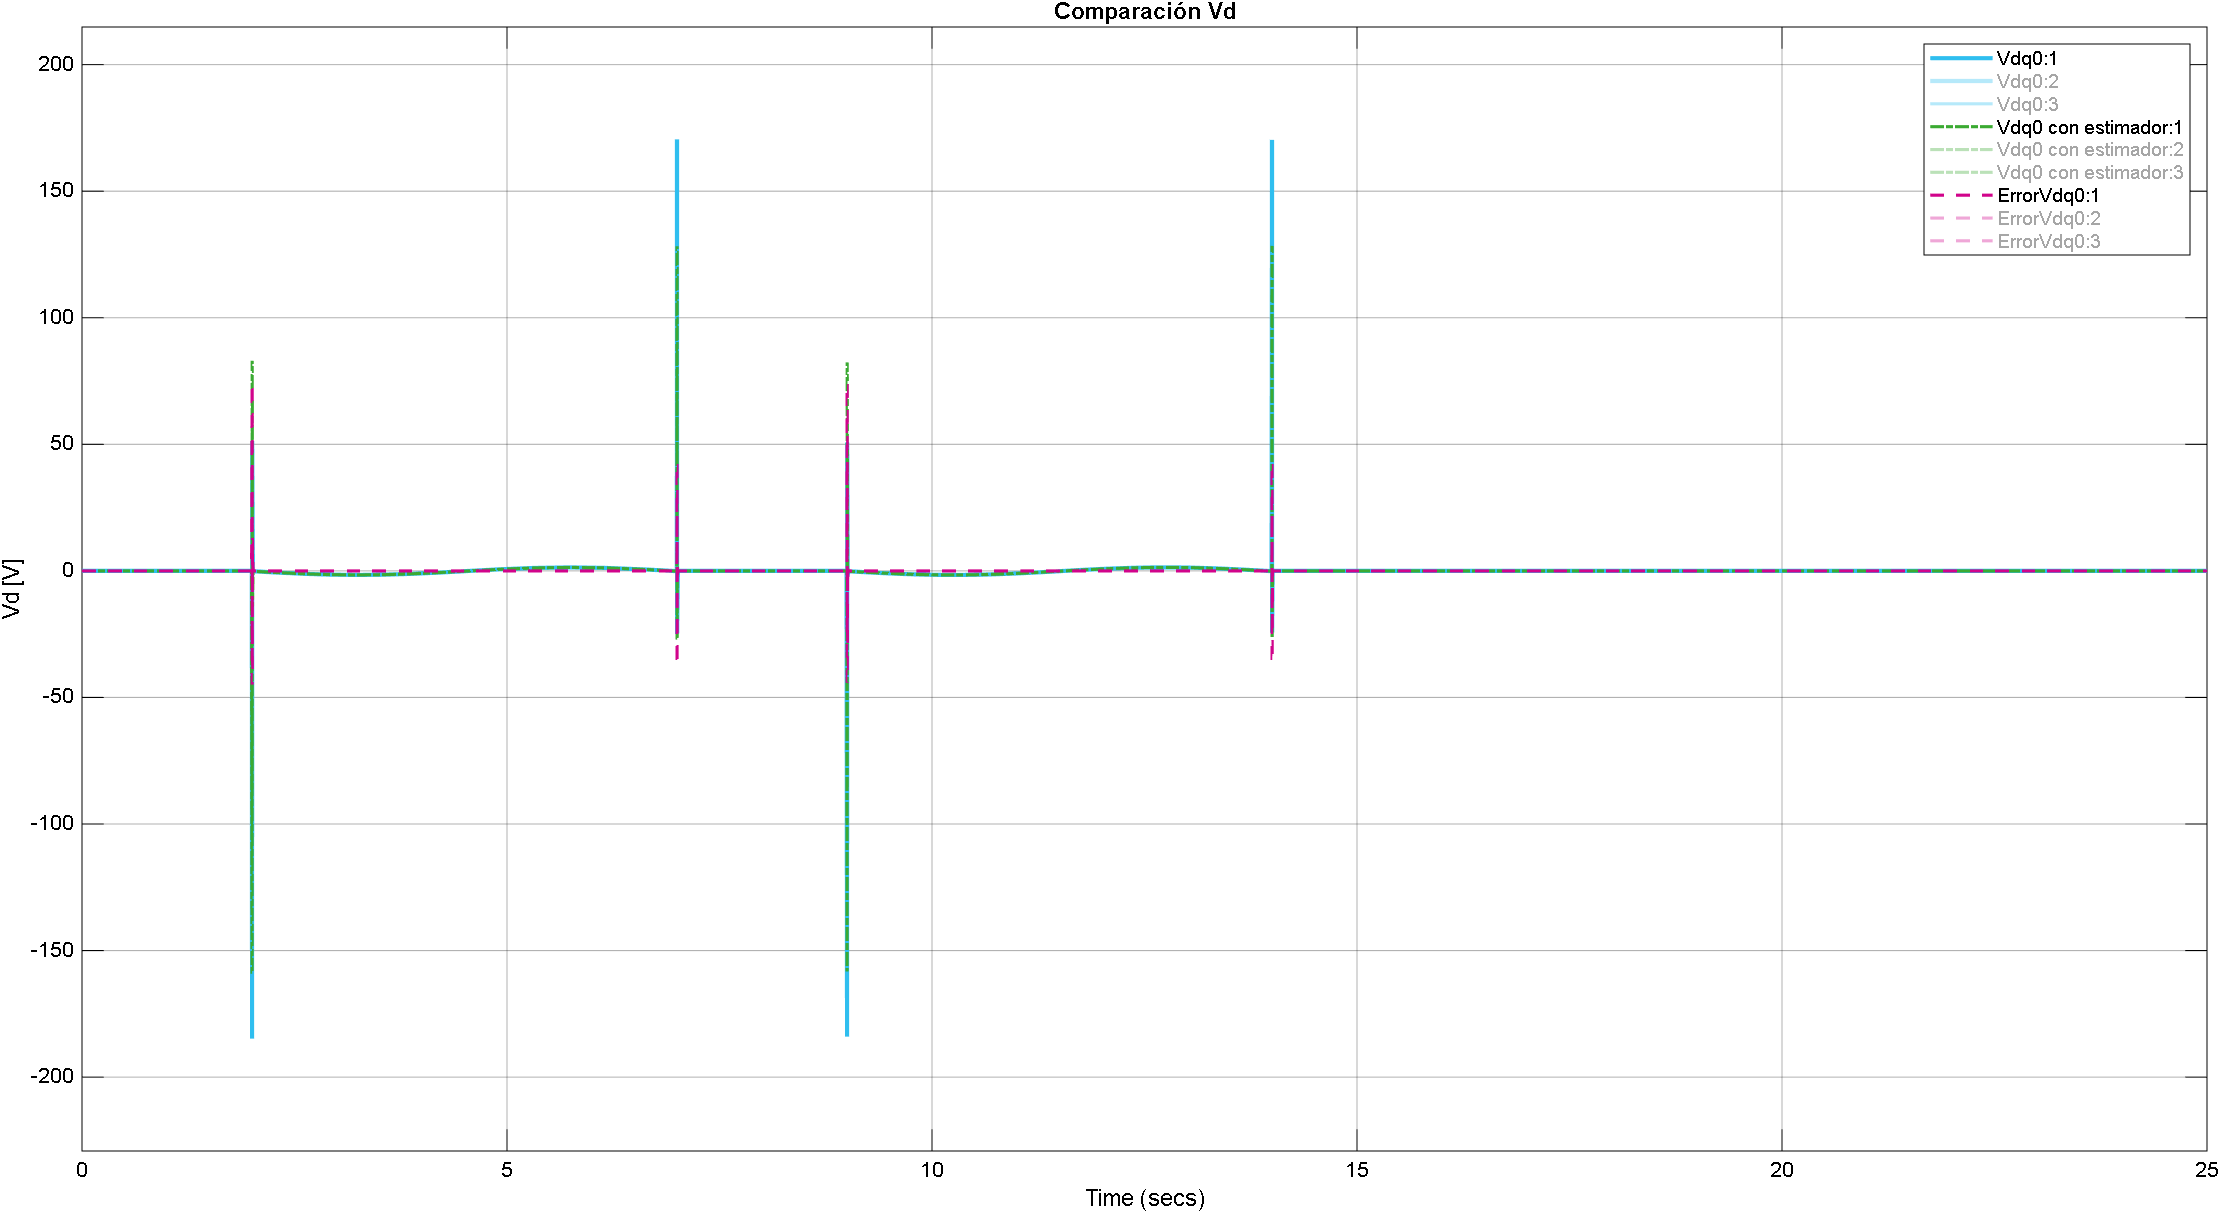 Comparación Vd
200
150
100
50
0
-50
-100
-150
-200
Vd [V]
0
5
10
15
20
25
Time (secs)
Vdq0:1
Vdq0:2
Vdq0:3
Vdq0 con estimador:1
Vdq0 con estimador:2
Vdq0 con estimador:3
ErrorVdq0:1
ErrorVdq0:2
ErrorVdq0:3